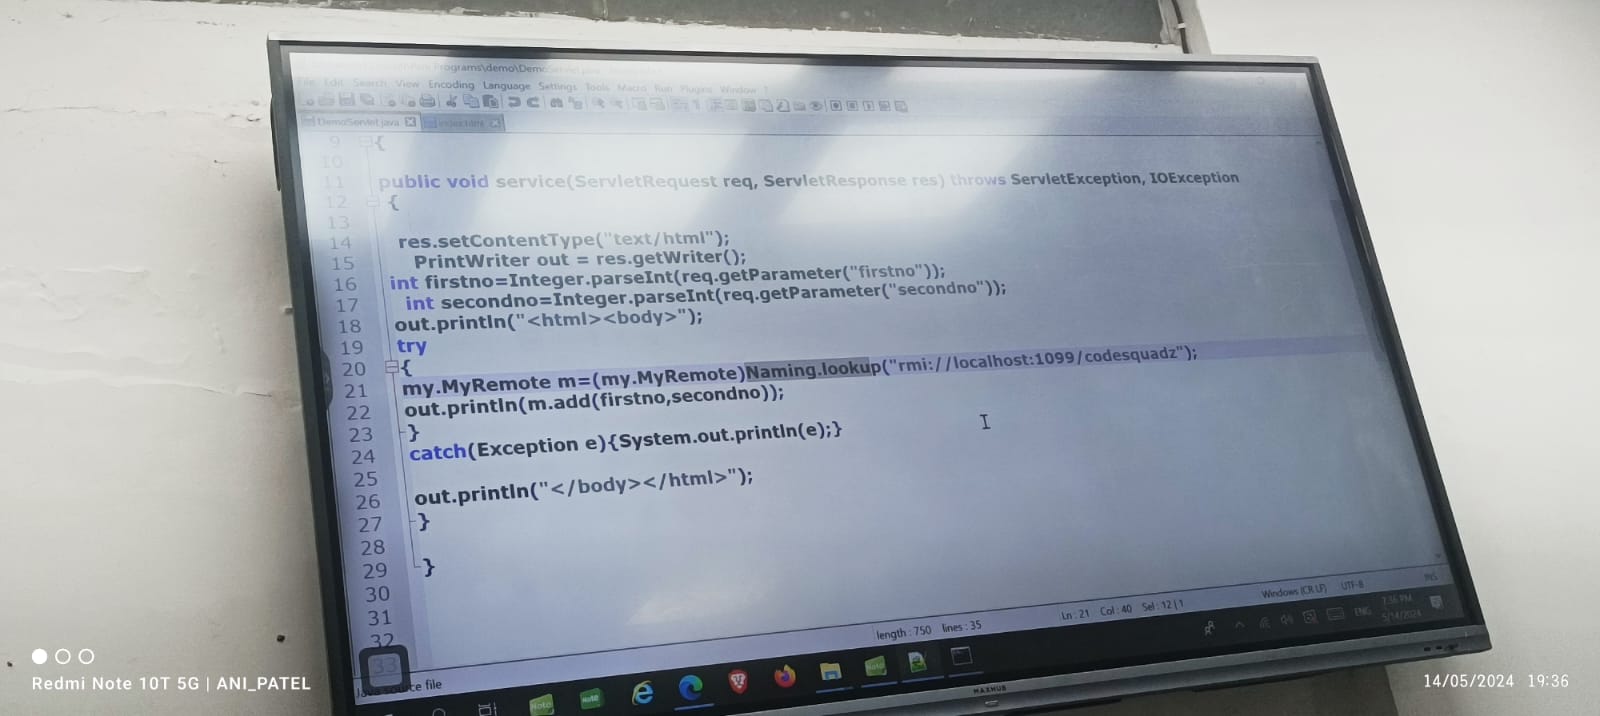 Programs\demo\DemoServlet.java
File Edit Search View Encoding Language Settings Tools Macro Run Plugins Window ?
DemoServlet.java index.html
9 {
10
11 public void service(ServletRequest req, ServletResponse res) throws ServletException, IOException
12 {
13
14 res.setContentType("text/html");
15 PrintWriter out = res.getWriter();
16 int firstno=Integer.parseInt(req.getParameter("firstno"));
17 int secondno=Integer.parseInt(req.getParameter("secondno"));
18 out.println("<html><body>");
19 try
20 {
21 my.MyRemote m=(my.MyRemote)Naming.lookup("rmi://localhost:1099/codesquadz");
22 out.println(m.add(firstno,secondno));
23 }
24 catch(Exception e){System.out.println(e);}
25
26 out.println("</body></html>");
27 }
28
29 }
30
31
32
33
Java source file length : 750 lines : 35 Ln : 21 Col : 40 Sel : 12 | 1 Windows (CR LF) UTF-8 INS
ENG 7:36 PM
5/14/2024
MAXHUB
Redmi Note 10T 5G | ANI_PATEL
14/05/2024 19:36